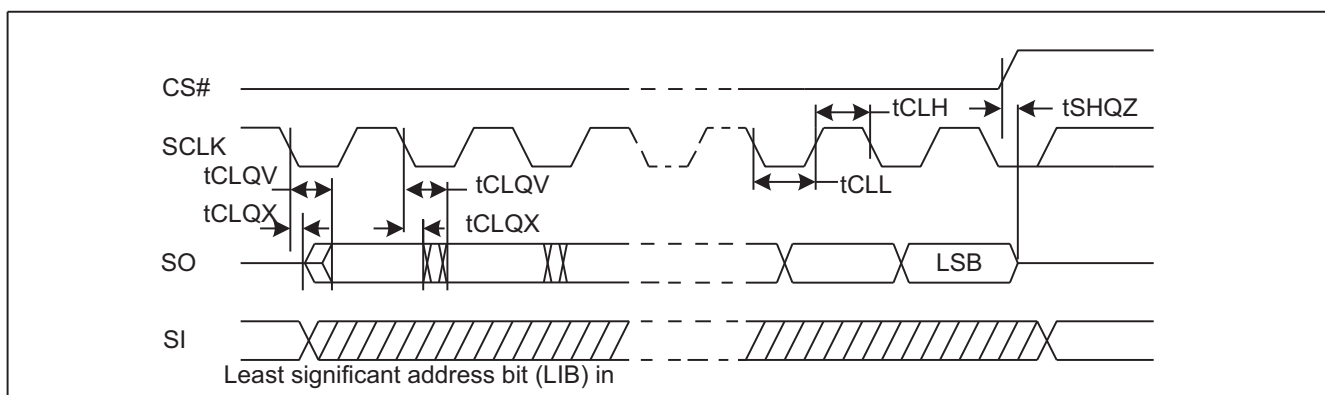 CS#
tCLH
tSHQZ
SCLK
tCLQV
tCLQV
tCLL
tCLQX
tCLQX
SO
LSB
SI
Least significant address bit (LIB) in